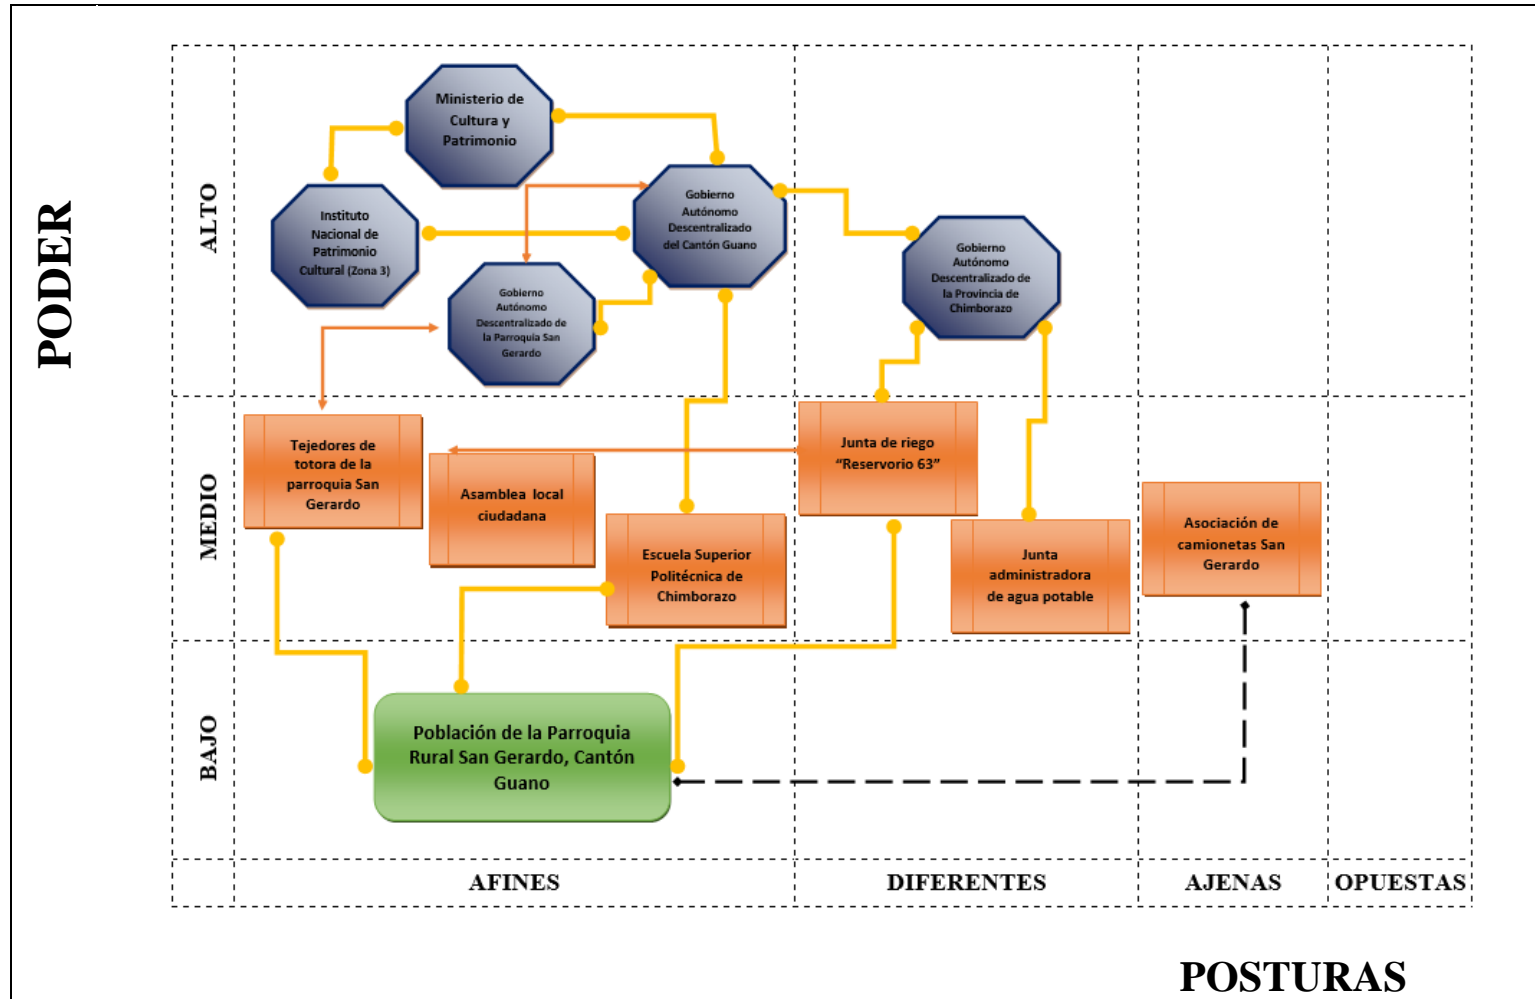 PODER
ALTO
Ministerio de
Cultura y
Patrimonio
Instituto
Nacional de
Patrimonio
Cultural (Zona 3)
Gobierno
Autónomo
Descentralizado
del Cantón Guano
Gobierno
Autónomo
Descentralizado de
la Parroquia San
Gerardo
Gobierno
Autónomo
Descentralizado de
la Provincia de
Chimborazo
MEDIO
Tejedores de
totora de la
parroquia San
Gerardo
Asamblea local
ciudadana
Escuela Superior
Politécnica de
Chimborazo
Junta de riego
“Reservorio 63”
Junta
administradora
de agua potable
Asociación de
camionetas San
Gerardo
BAJO
Población de la Parroquia
Rural San Gerardo, Cantón
Guano
AFINES
DIFERENTES
AJENAS
OPUESTAS
POSTURAS